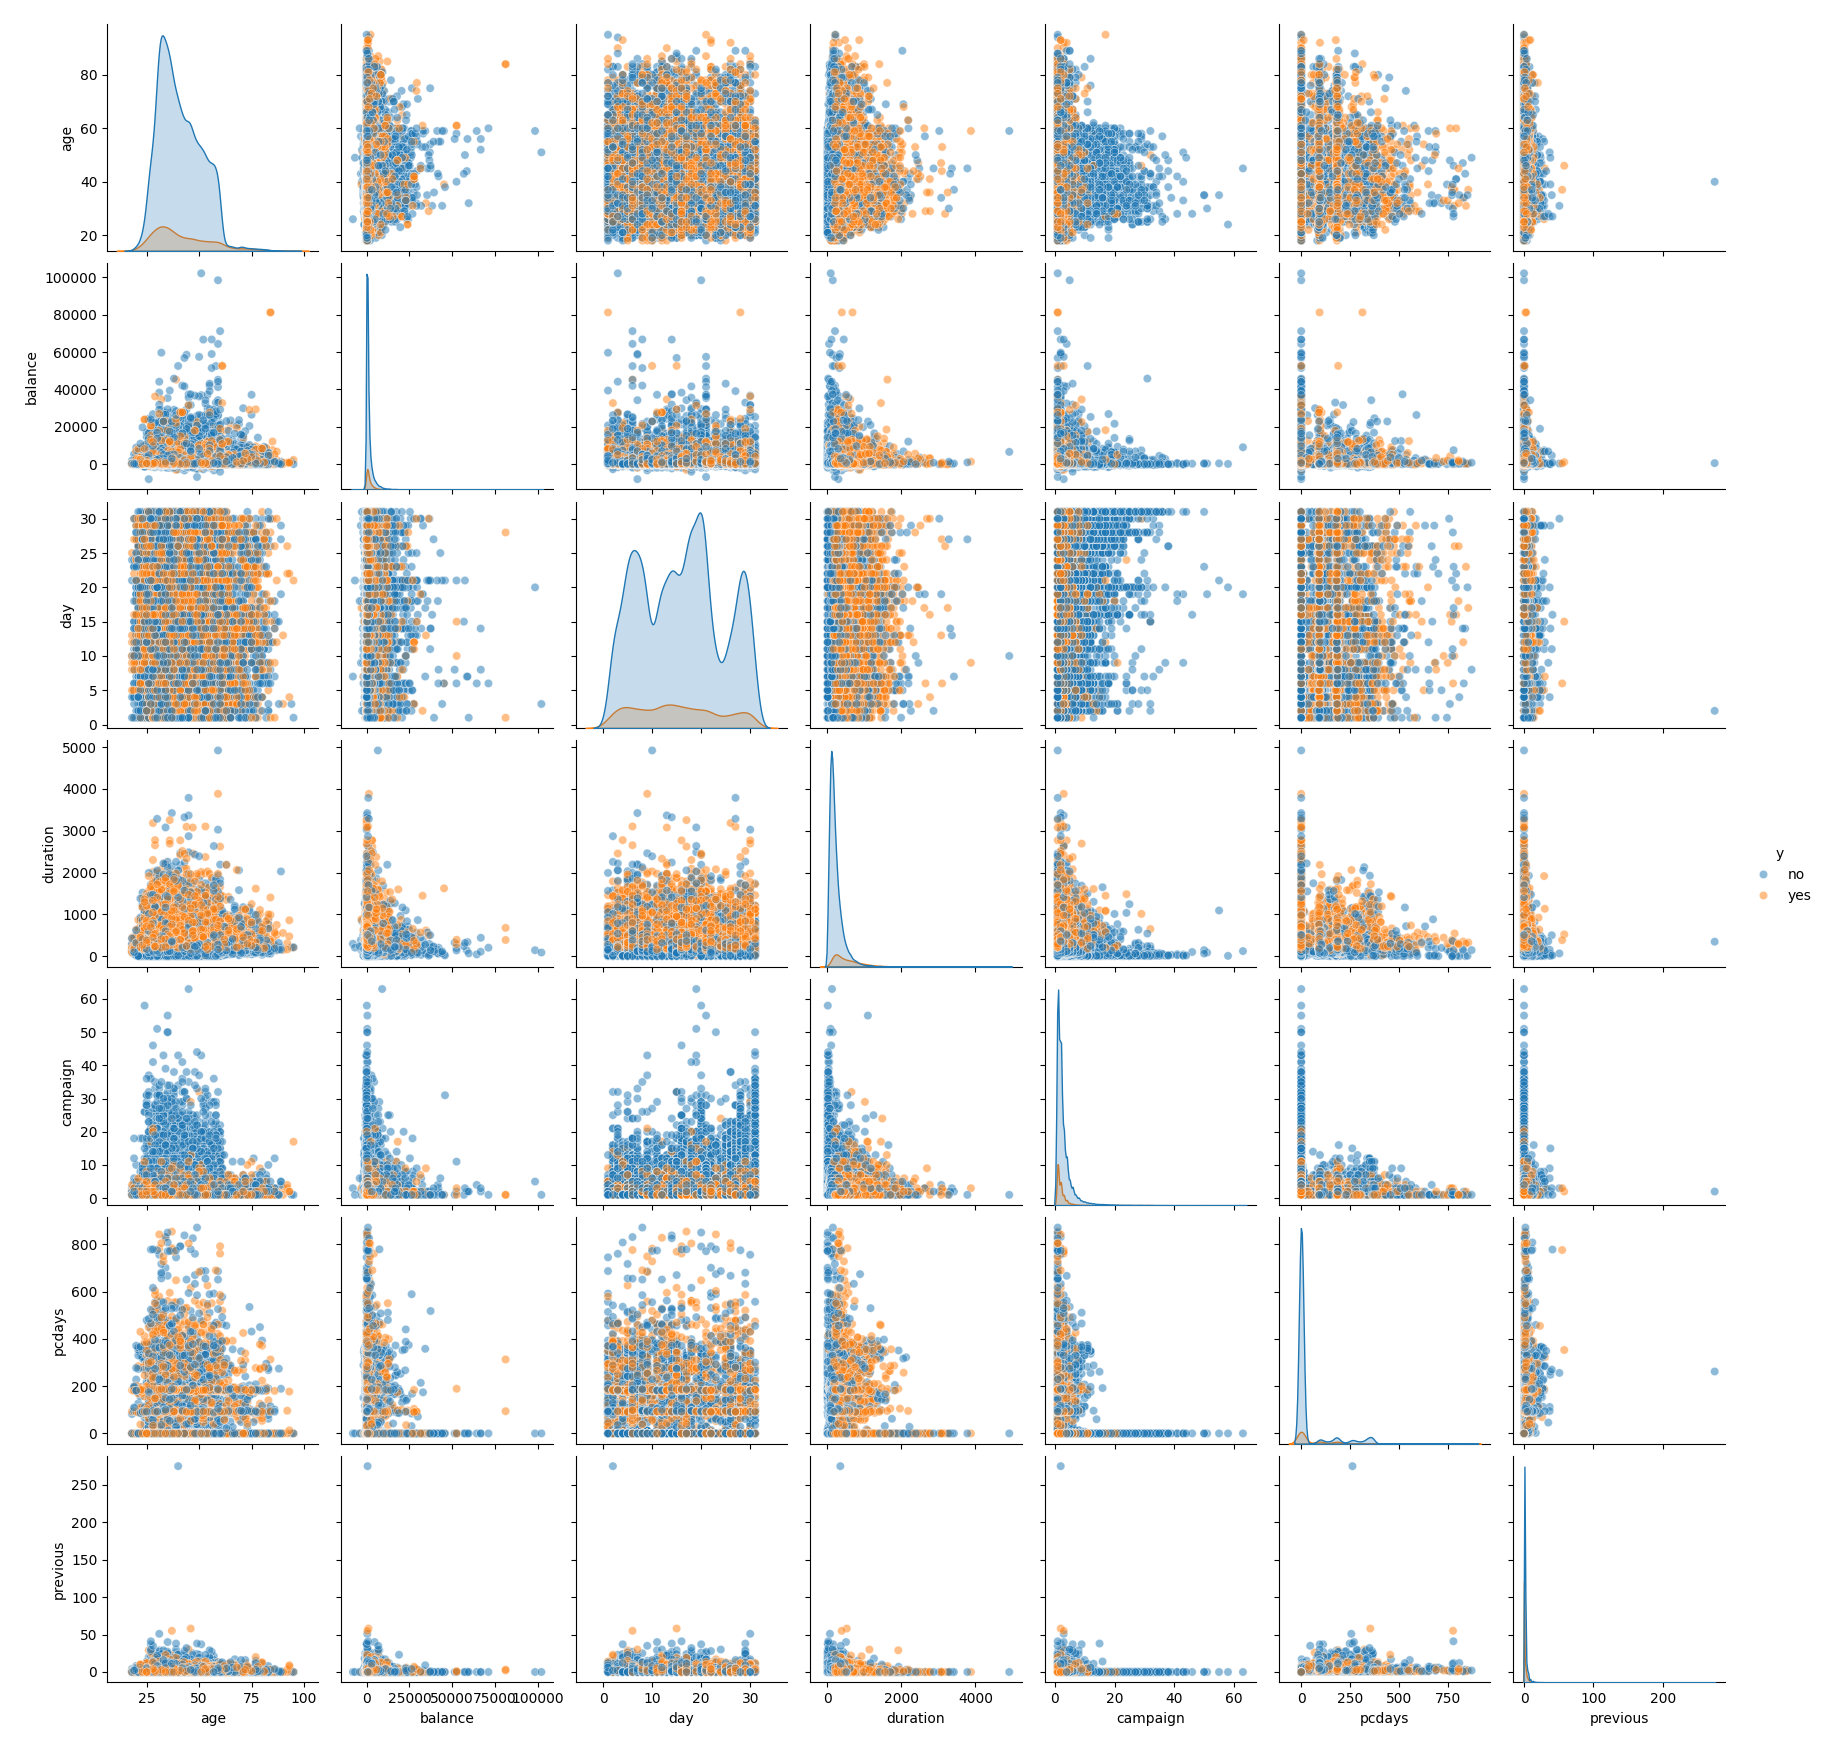 80
60
40
20
age
100000
80000
60000
40000
20000
0
balance
30
25
20
15
10
5
0
day
5000
4000
3000
2000
1000
0
duration
y
no
yes
60
50
40
30
20
10
0
campaign
800
600
400
200
0
pcdays
250
200
150
100
50
0
previous
25 50 75 100
0 25000 50000 75000 100000
0 10 20 30
0 2000 4000
0 20 40 60
0 250 500 750
0 100 200
age balance day duration campaign pcdays previous